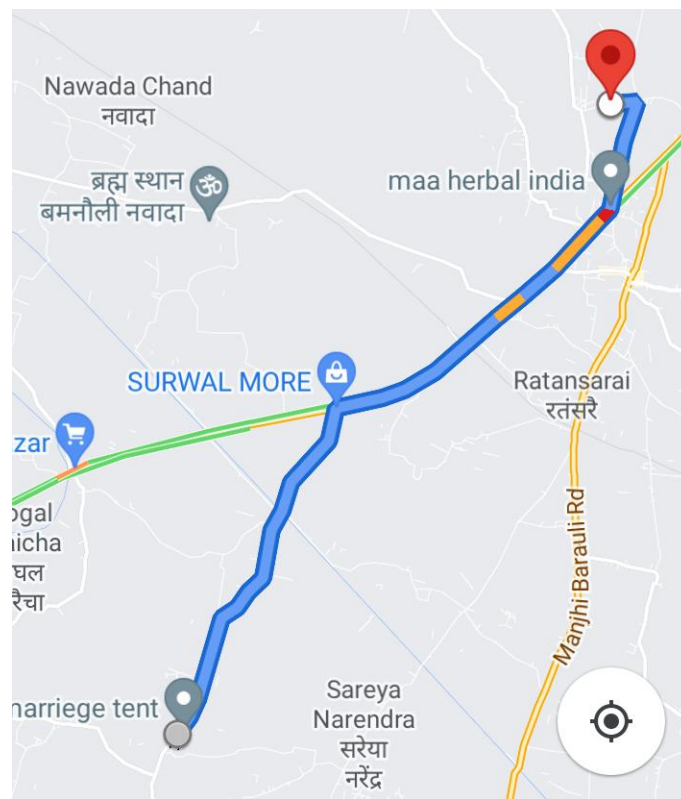 Nawada Chand
नवादा
ब्रह्म स्थान
बमनौली नवादा
maa herbal india
SURWAL MORE
Ratansarai
रतंसरै
zar
ogal
aicha
घल
रैचा
Manjhi Barauli Rd
marriege tent
Sareya
Narendra
सरेया
नरेंद्र